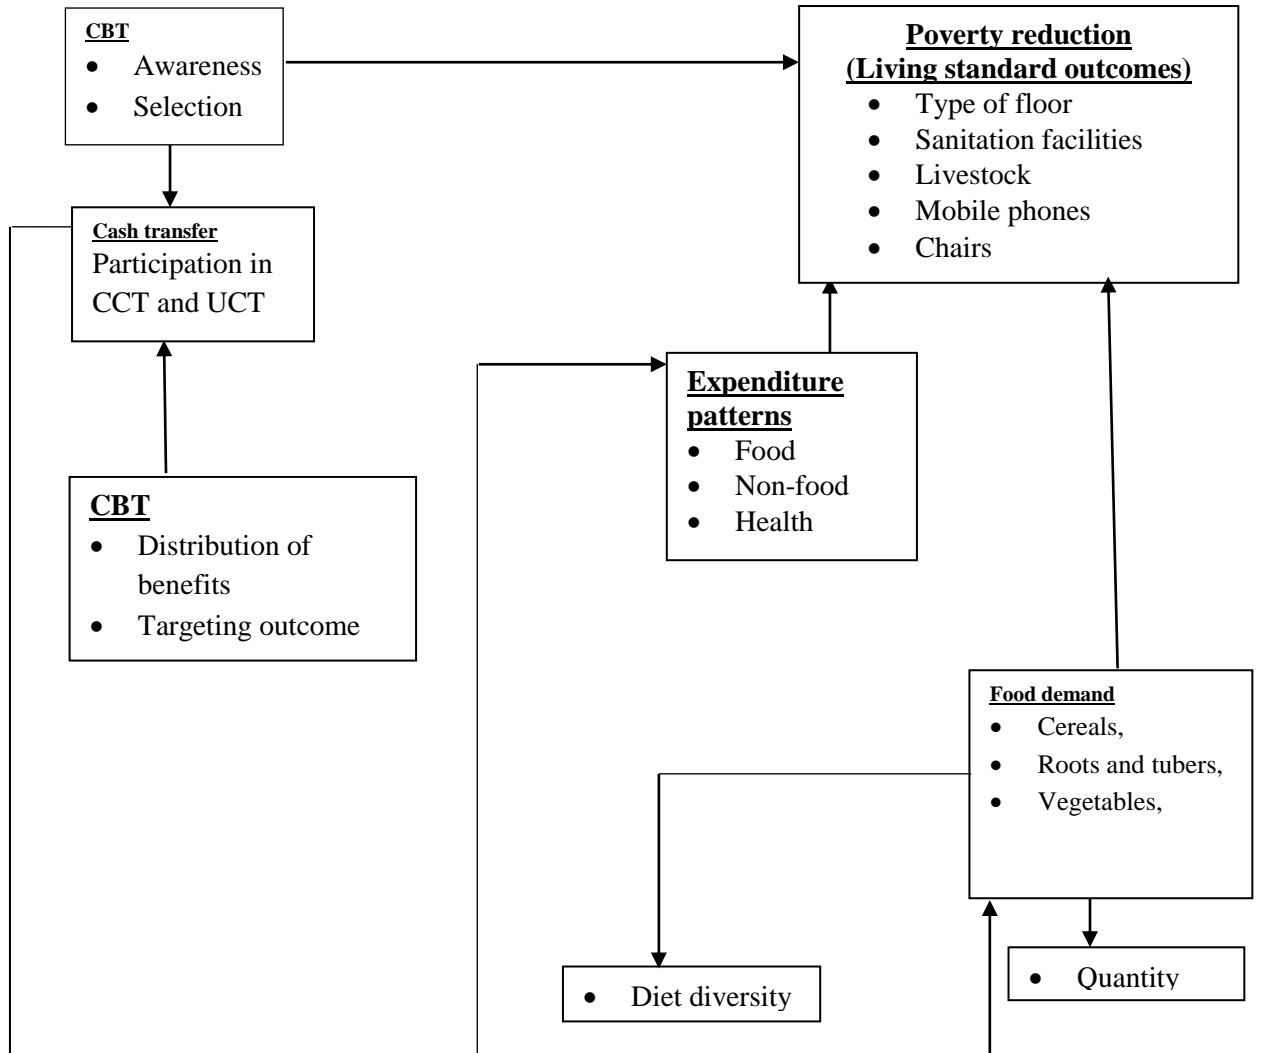 CBT
• Awareness
• Selection
Poverty reduction
(Living standard outcomes)
• Type of floor
• Sanitation facilities
• Livestock
• Mobile phones
• Chairs
Cash transfer
Participation in
CCT and UCT
Expenditure
patterns
• Food
• Non-food
• Health
CBT
• Distribution of
benefits
• Targeting outcome
Food demand
• Cereals,
• Roots and tubers,
• Vegetables,
• Diet diversity
• Quantity